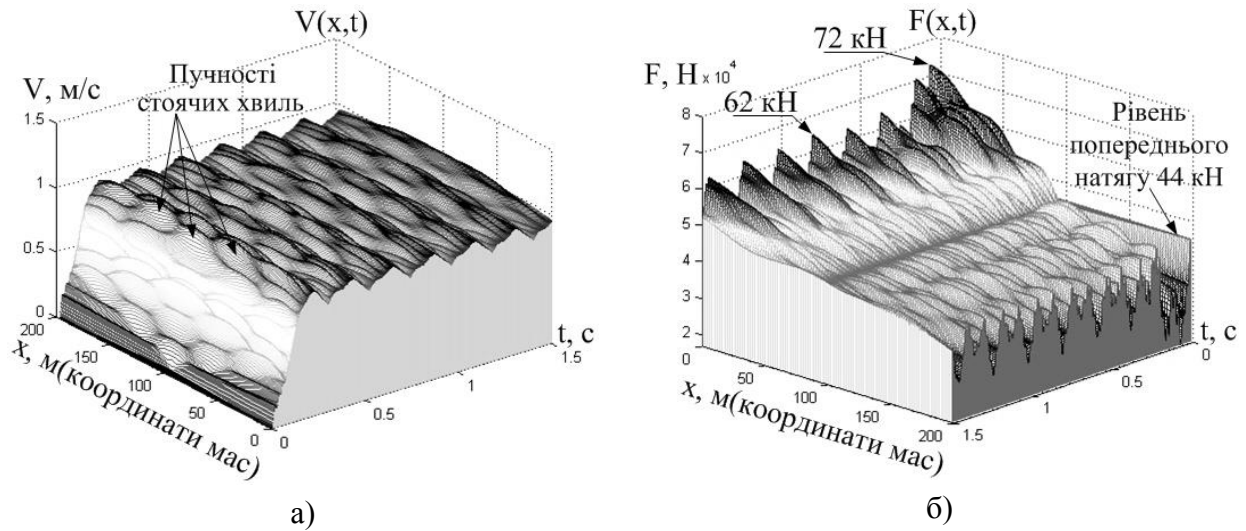 V(x,t)
V, м/с
Пучності
стоячих хвиль
1.5
1
0.5
0
200
150
100
50
0
x, м(координати мас)
0
0.5
1
1.5
t, с
а)
F(x,t)
72 кН
F, Н × 10⁴
62 кН
Рівень
попереднього
натягу 44 кН
8
7
6
5
4
3
2
0
50
100
150
200
x, м(координати мас)
1.5
1
0.5
0
t, с
б)